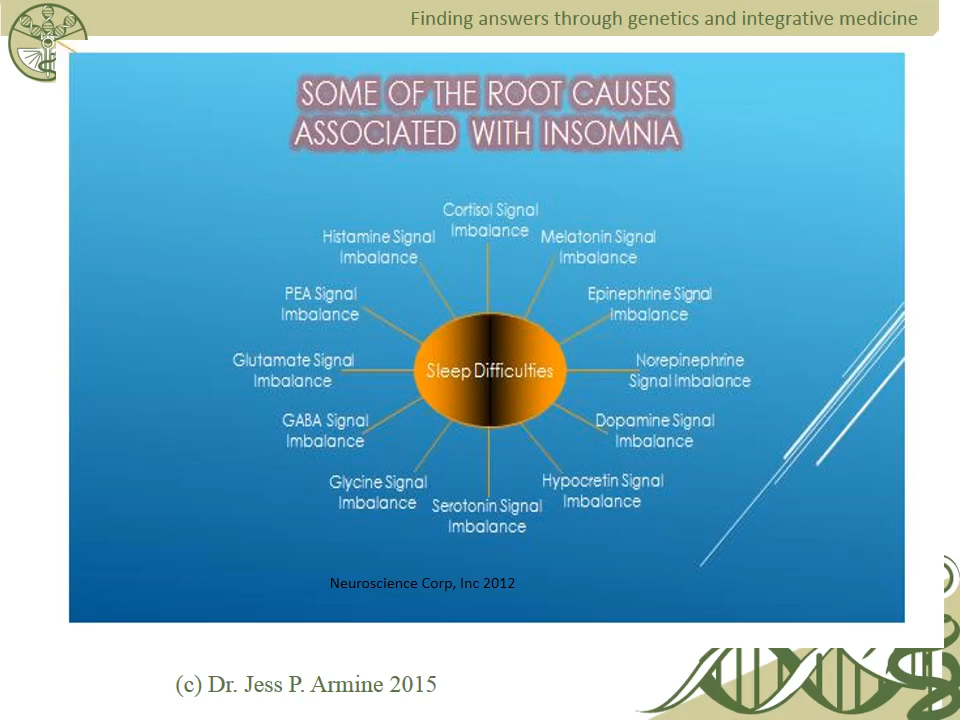 Finding answers through genetics and integrative medicine
SOME OF THE ROOT CAUSES
ASSOCIATED WITH INSOMNIA
Cortisol Signal
Imbalance
Histamine Signal
Imbalance
Melatonin Signal
Imbalance
PEA Signal
Imbalance
Epinephrine Signal
Imbalance
Glutamate Signal
Imbalance
Sleep Difficulties
Norepinephrine
Signal Imbalance
GABA Signal
Imbalance
Dopamine Signal
Imbalance
Glycine Signal
Imbalance
Serotonin Signal
Imbalance
Hypocretin Signal
Imbalance
Neuroscience Corp, Inc 2012
(c) Dr. Jess P. Armine 2015